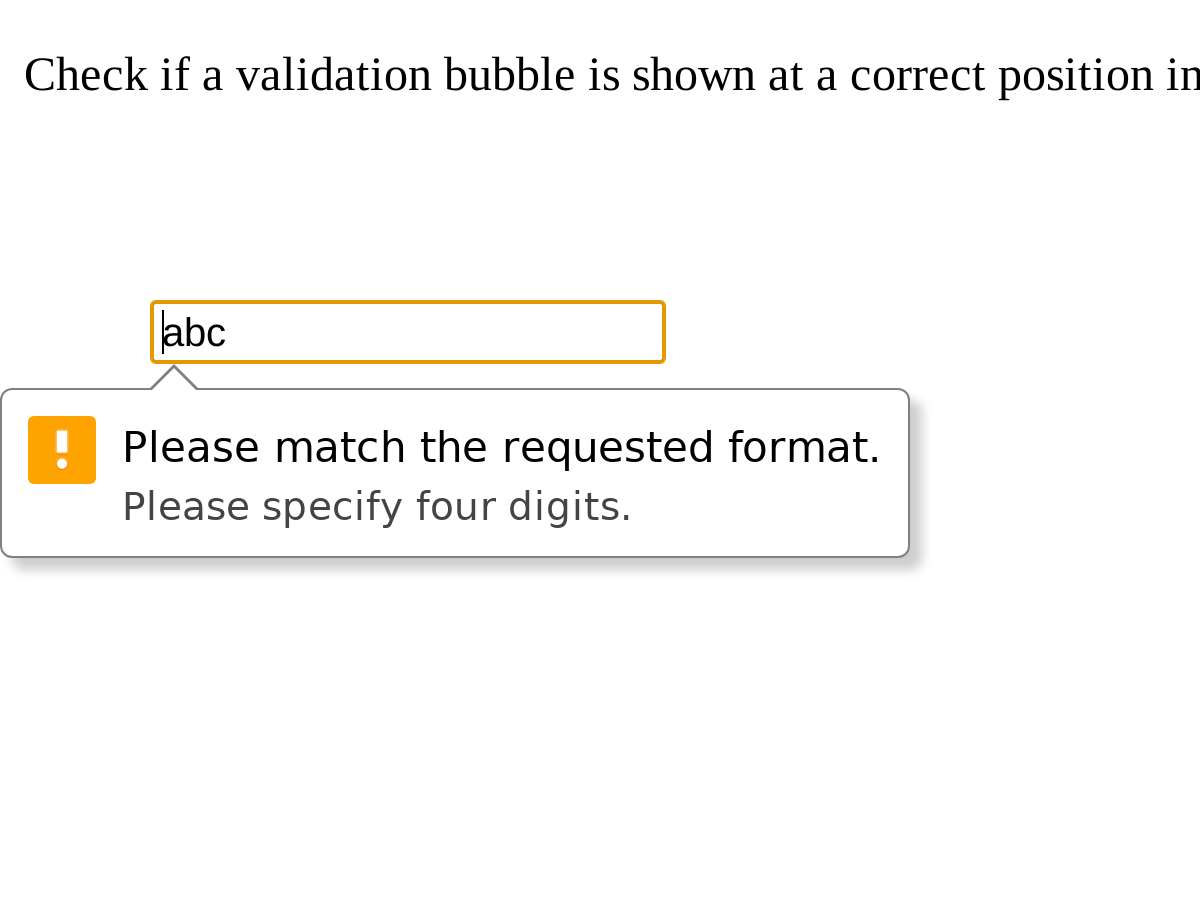 Check if a validation bubble is shown at a correct position in
abc
Please match the requested format.
Please specify four digits.